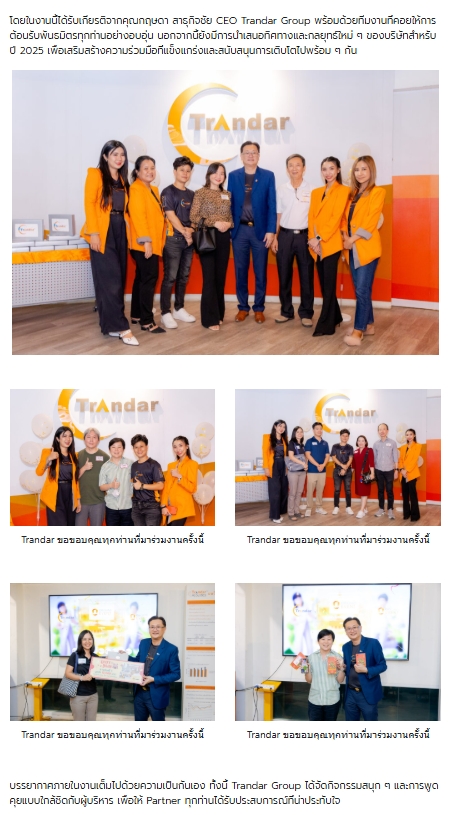 โดยในงานนี้ได้รับเกียรติจากคุณกฤษดา สาธุกิจชัย CEO Trandar Group พร้อมด้วยทีมงานที่คอยให้การ
ต้อนรับพันธมิตรทุกท่านอย่างอบอุ่น นอกจากนี้ยังมีการนำเสนอทิศทางและกลยุทธ์ใหม่ ๆ ของบริษัทสำหรับ
ปี 2025 เพื่อเสริมสร้างความร่วมมือที่แข็งแกร่งและสนับสนุนการเติบโตไปพร้อม ๆ กัน
Trandar
Trandar
Trandar
Trandar ขอขอบคุณทุกท่านที่มาร่วมงานครั้งนี้
Trandar ขอขอบคุณทุกท่านที่มาร่วมงานครั้งนี้
Trandar ขอขอบคุณทุกท่านที่มาร่วมงานครั้งนี้
Trandar ขอขอบคุณทุกท่านที่มาร่วมงานครั้งนี้
บรรยากาศภายในงานเต็มไปด้วยความเป็นกันเอง ทั้งนี้ Trandar Group ได้จัดกิจกรรมสนุก ๆ และการพูด
คุยแบบใกล้ชิดกับผู้บริหาร เพื่อให้ Partner ทุกท่านได้รับประสบการณ์ที่น่าประทับใจ